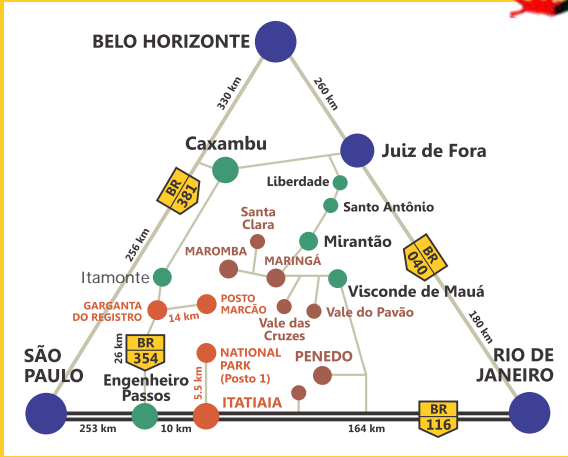 BELO HORIZONTE
330 km
260 km
Caxambu
Juiz de Fora
BR
381
Liberdade
Santo Antônio
Santa
Clara
256 km
MAROMBA
MARINGÁ
Mirantão
BR
040
Itamonte
Visconde de Mauá
GARGANTA
DO REGISTRO
14 km
POSTO
MARCÃO
Vale das
Cruzes
Vale do Pavão
180 km
26 km
BR
354
SÃO
PAULO
NATIONAL
PARK
(Posto 1)
PENEDO
RIO DE
JANEIRO
Engenheiro
Passos
5.5 km
ITATIAIA
BR
116
253 km
10 km
164 km